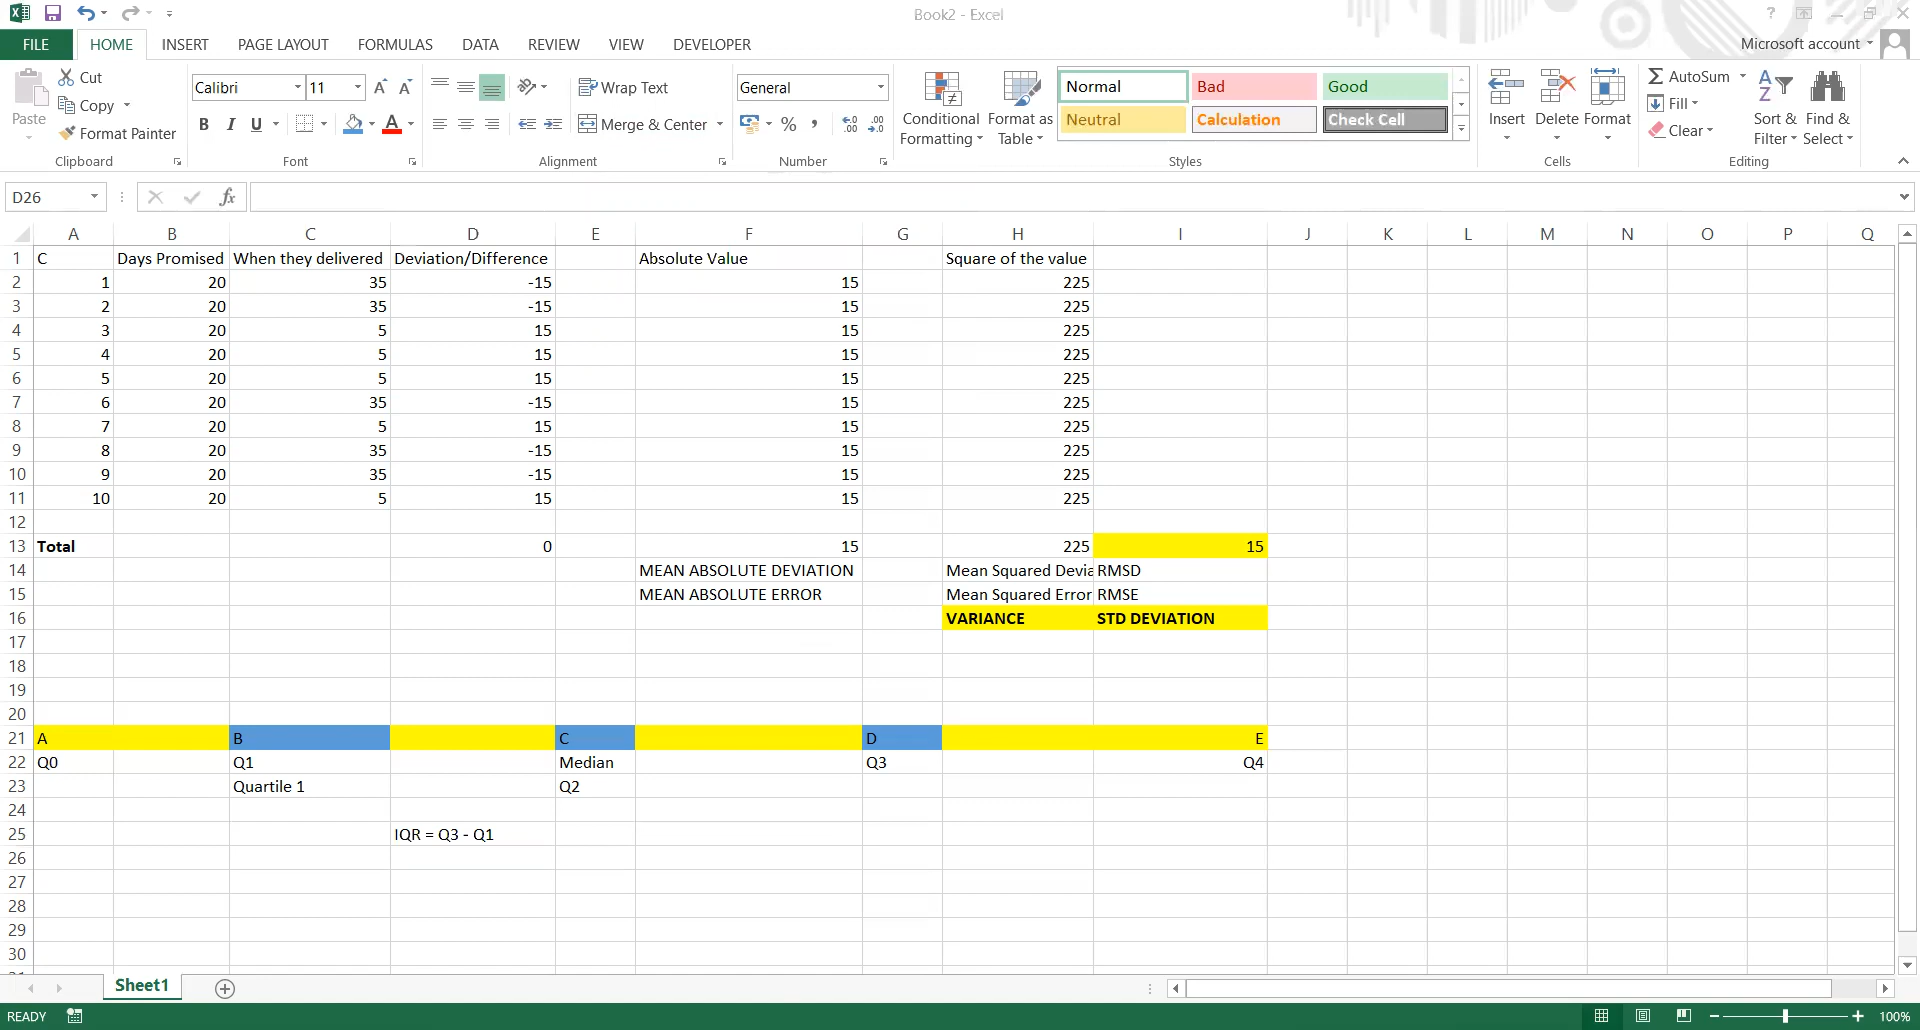 Book2 - Excel
FILE HOME INSERT PAGE LAYOUT FORMULAS DATA REVIEW VIEW DEVELOPER Microsoft account
Paste Cut Copy Format Painter Clipboard
Calibri 11 B I U A A A Font
Wrap Text Merge & Center Alignment
General % , .00 Number
Conditional Formatting Format as Table
Normal Bad Good
Neutral Calculation Check Cell
Styles
Insert Delete Format Cells
AutoSum Fill Clear Sort & Filter Find & Select Editing
D26 fx
A B C D E F G H I J K L M N O P Q
1 C Days Promised When they delivered Deviation/Difference Absolute Value Square of the value
2 1 20 35 -15 15 225
3 2 20 35 -15 15 225
4 3 20 5 15 15 225
5 4 20 5 15 15 225
6 5 20 5 15 15 225
7 6 20 35 -15 15 225
8 7 20 5 15 15 225
9 8 20 35 -15 15 225
10 9 20 35 -15 15 225
11 10 20 5 15 15 225
12
13 Total 0 15 225 15
14 MEAN ABSOLUTE DEVIATION Mean Squared Devia RMSD
15 MEAN ABSOLUTE ERROR Mean Squared Error RMSE
16 VARIANCE STD DEVIATION
17
18
19
20
21 A B C D E
22 Q0 Q1 Median Q3 Q4
23 Quartile 1 Q2
24
25 IQR = Q3 - Q1
26
27
28
29
30
Sheet1
READY 100%